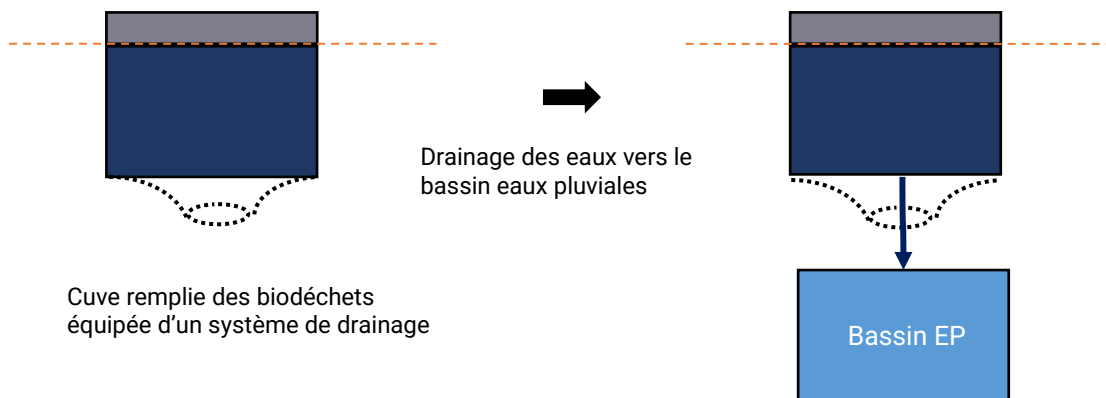 Drainage des eaux vers le
bassin eaux pluviales
Cuve remplie des biodéchets
équipée d’un système de drainage
Bassin EP